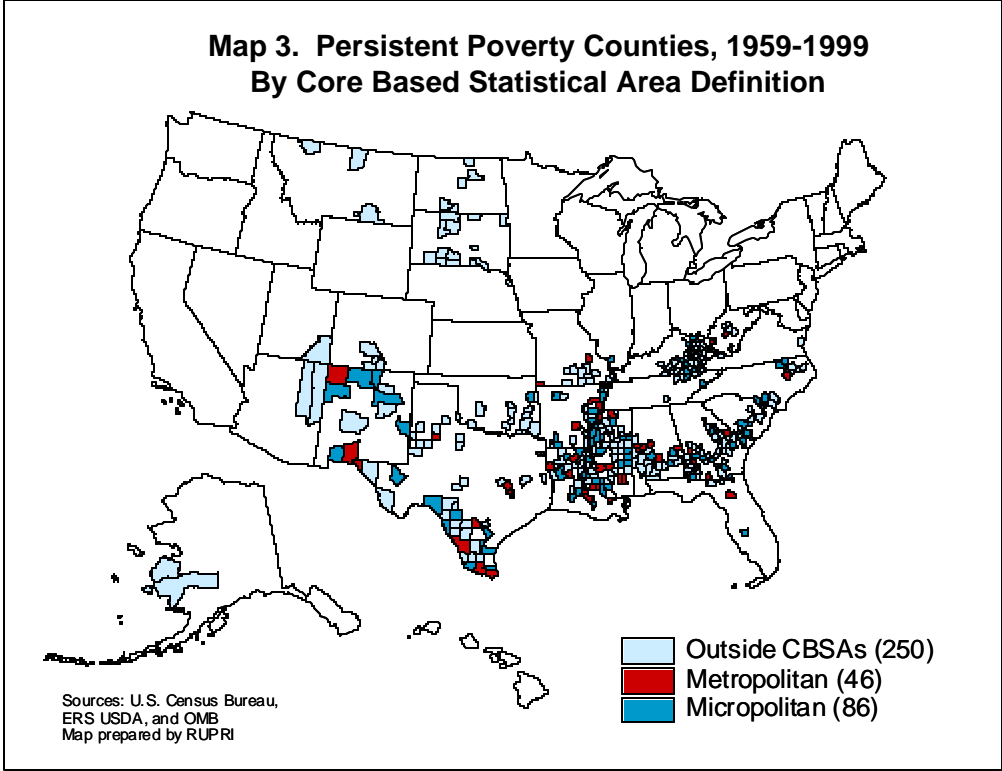 Map 3.  Persistent Poverty Counties, 1959-1999
By Core Based Statistical Area Definition
Outside CBSAs (250)
Metropolitan (46)
Micropolitan (86)
Sources: U.S. Census Bureau,
ERS USDA, and OMB
Map prepared by RUPRI